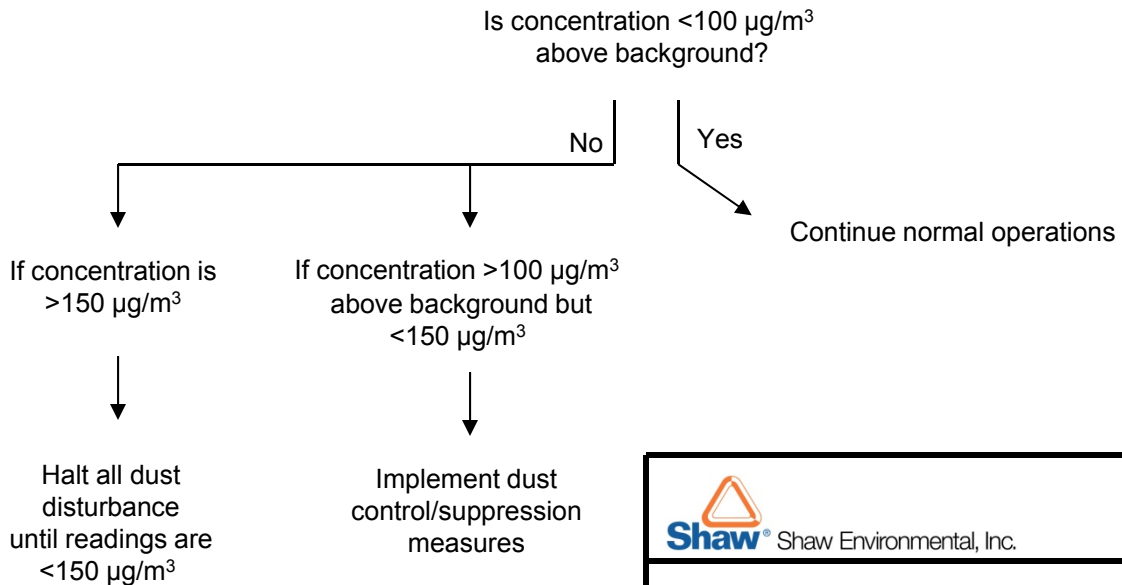 Is concentration <100 µg/m³
above background?
No
Yes
Continue normal operations
If concentration is
>150 µg/m³
If concentration >100 µg/m³
above background but
<150 µg/m³
Halt all dust
disturbance
until readings are
<150 µg/m³
Implement dust
control/suppression
measures
Shaw® Shaw Environmental, Inc.